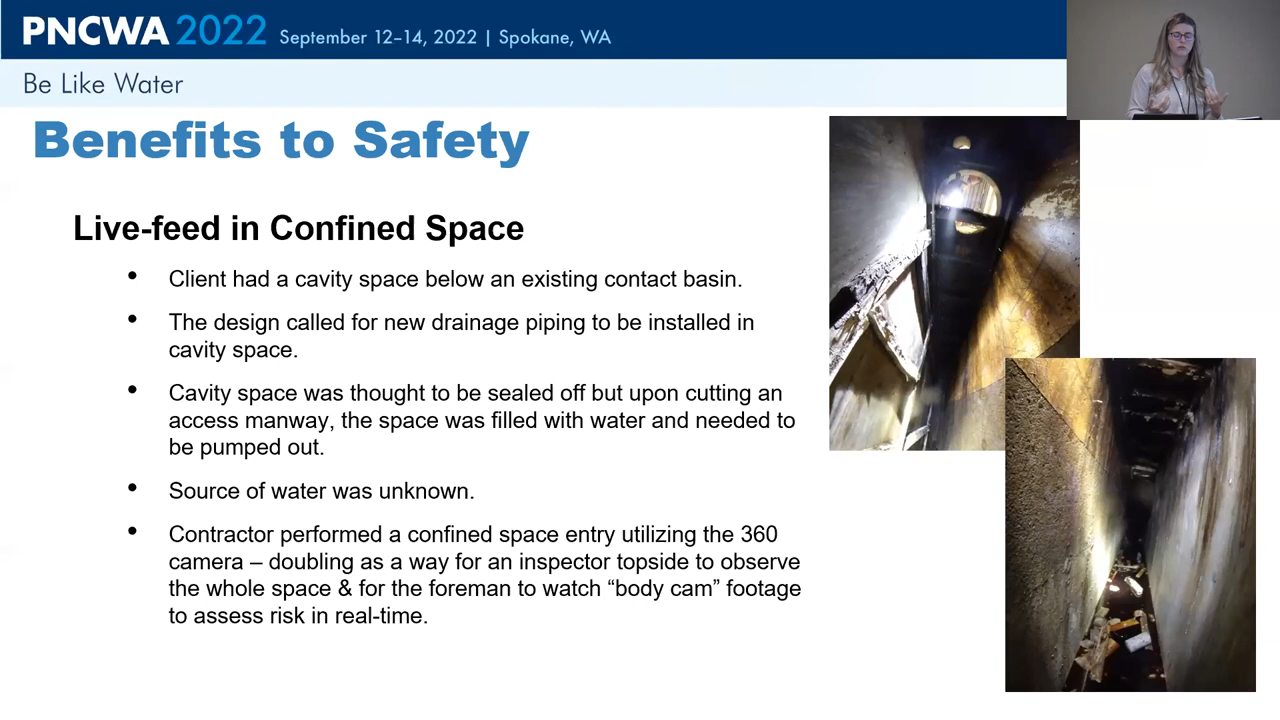 PNCWA 2022 September 12–14, 2022 | Spokane, WA
Be Like Water
Benefits to Safety
Live-feed in Confined Space
• Client had a cavity space below an existing contact basin.
• The design called for new drainage piping to be installed in
cavity space.
• Cavity space was thought to be sealed off but upon cutting an
access manway, the space was filled with water and needed to
be pumped out.
• Source of water was unknown.
• Contractor performed a confined space entry utilizing the 360
camera – doubling as a way for an inspector topside to observe
the whole space & for the foreman to watch “body cam” footage
to assess risk in real-time.